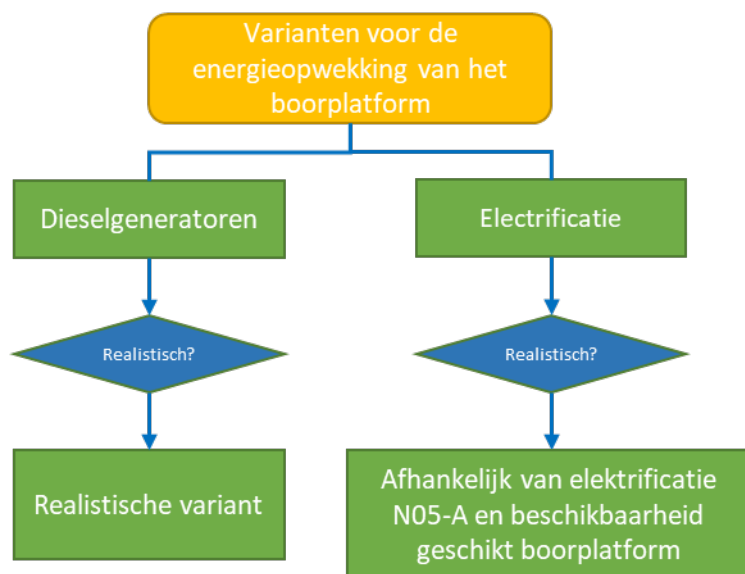 Varianten voor de
energieopwekking van het
boorplatform
Dieselgeneratoren
Electrificatie
Realistisch?
Realistisch?
Realistische variant
Afhankelijk van elektrificatie
N05-A en beschikbaarheid
geschikt boorplatform